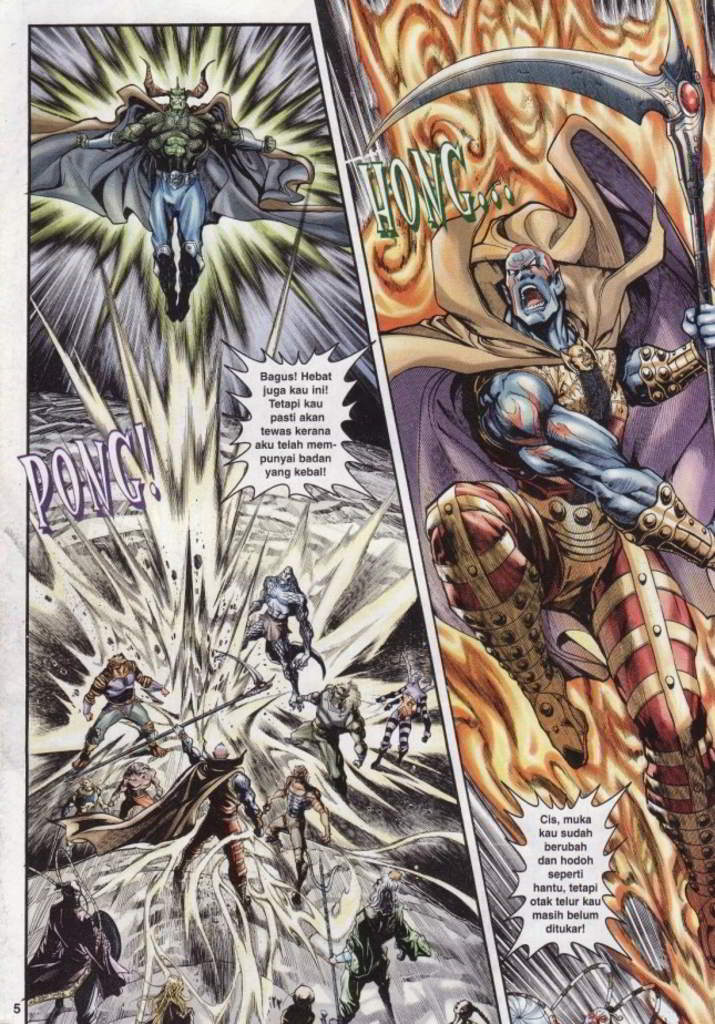 Bagus! Hebat
juga kau ini!
Tetapi kau
pasti akan
tewas kerana
aku telah mem-
punyai badan
yang kebal!
PONG!
HONG...
Cis, muka
kau sudah
berubah
dan hodoh
seperti
hantu, tetapi
otak telur kau
masih belum
ditukar!
5